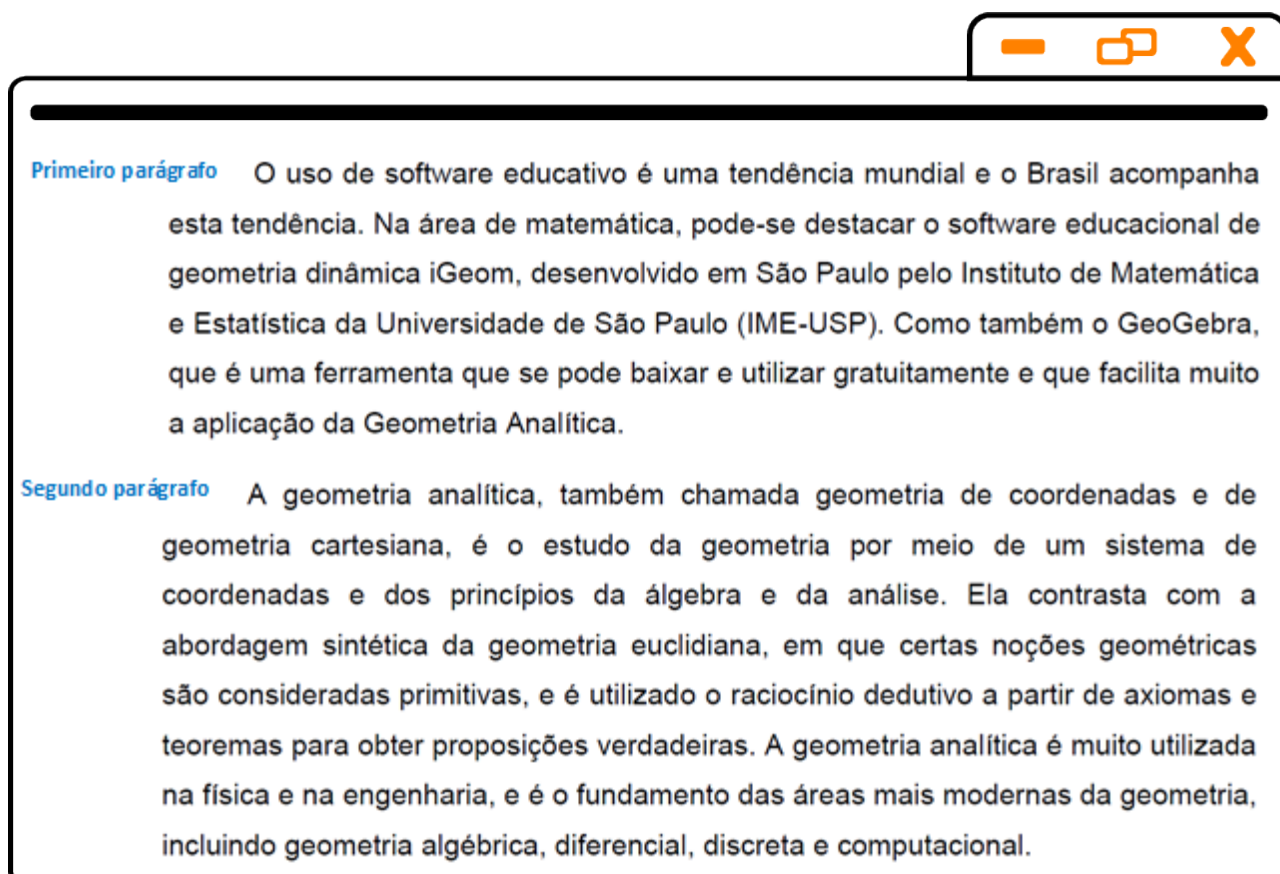 Primeiro parágrafo O uso de software educativo é uma tendência mundial e o Brasil acompanha
esta tendência. Na área de matemática, pode-se destacar o software educacional de
geometria dinâmica iGeom, desenvolvido em São Paulo pelo Instituto de Matemática
e Estatística da Universidade de São Paulo (IME-USP). Como também o GeoGebra,
que é uma ferramenta que se pode baixar e utilizar gratuitamente e que facilita muito
a aplicação da Geometria Analítica.
Segundo parágrafo A geometria analítica, também chamada geometria de coordenadas e de
geometria cartesiana, é o estudo da geometria por meio de um sistema de
coordenadas e dos princípios da álgebra e da análise. Ela contrasta com a
abordagem sintética da geometria euclidiana, em que certas noções geométricas
são consideradas primitivas, e é utilizado o raciocínio dedutivo a partir de axiomas e
teoremas para obter proposições verdadeiras. A geometria analítica é muito utilizada
na física e na engenharia, e é o fundamento das áreas mais modernas da geometria,
incluindo geometria algébrica, diferencial, discreta e computacional.